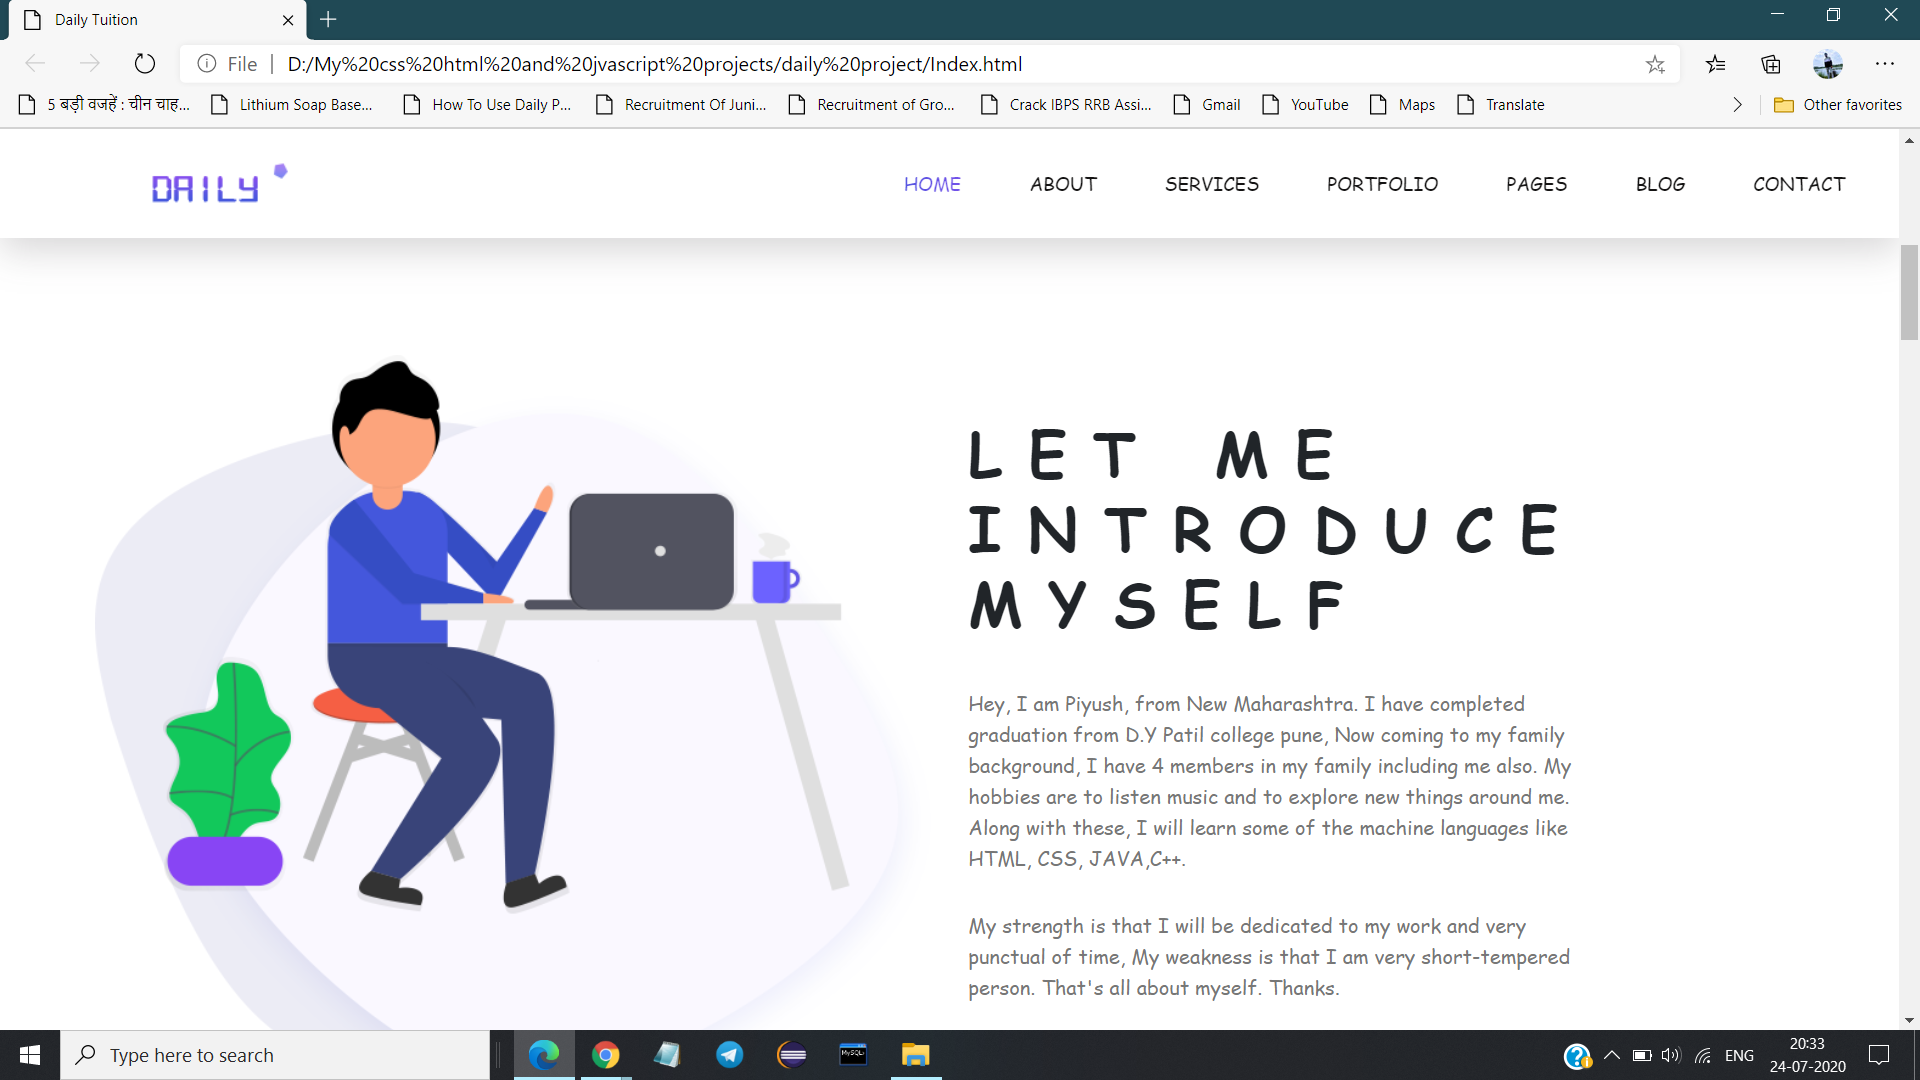 Daily Tuition
File
D:/My%20css%20html%20and%20jvascript%20projects/daily%20project/Index.html
5 बड़ी वजहें : चीन चाह... Lithium Soap Base... How To Use Daily P... Recruitment Of Juni... Recruitment of Gro... Crack IBPS RRB Assi... Gmail YouTube Maps Translate Other favorites
DAILY HOME ABOUT SERVICES PORTFOLIO PAGES BLOG CONTACT
LET ME
INTRODUCE
MYSELF
Hey, I am Piyush, from New Maharashtra. I have completed
graduation from D.Y Patil college pune, Now coming to my family
background, I have 4 members in my family including me also. My
hobbies are to listen music and to explore new things around me.
Along with these, I will learn some of the machine languages like
HTML, CSS, JAVA,C++.
My strength is that I will be dedicated to my work and very
punctual of time, My weakness is that I am very short-tempered
person. That's all about myself. Thanks.
Type here to search
MySQL
ENG
20:33
24-07-2020